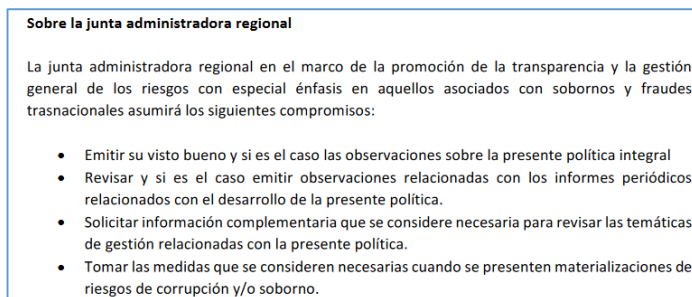 Sobre la junta administradora regional
La junta administradora regional en el marco de la promoción de la transparencia y la gestión
general de los riesgos con especial énfasis en aquellos asociados con sobornos y fraudes
trasnacionales asumirá los siguientes compromisos:
• Emitir su visto bueno y si es el caso las observaciones sobre la presente política integral
• Revisar y si es el caso emitir observaciones relacionadas con los informes periódicos
relacionados con el desarrollo de la presente política.
• Solicitar información complementaria que se considere necesaria para revisar las temáticas
de gestión relacionadas con la presente política.
• Tomar las medidas que se consideren necesarias cuando se presenten materializaciones de
riesgos de corrupción y/o soborno.